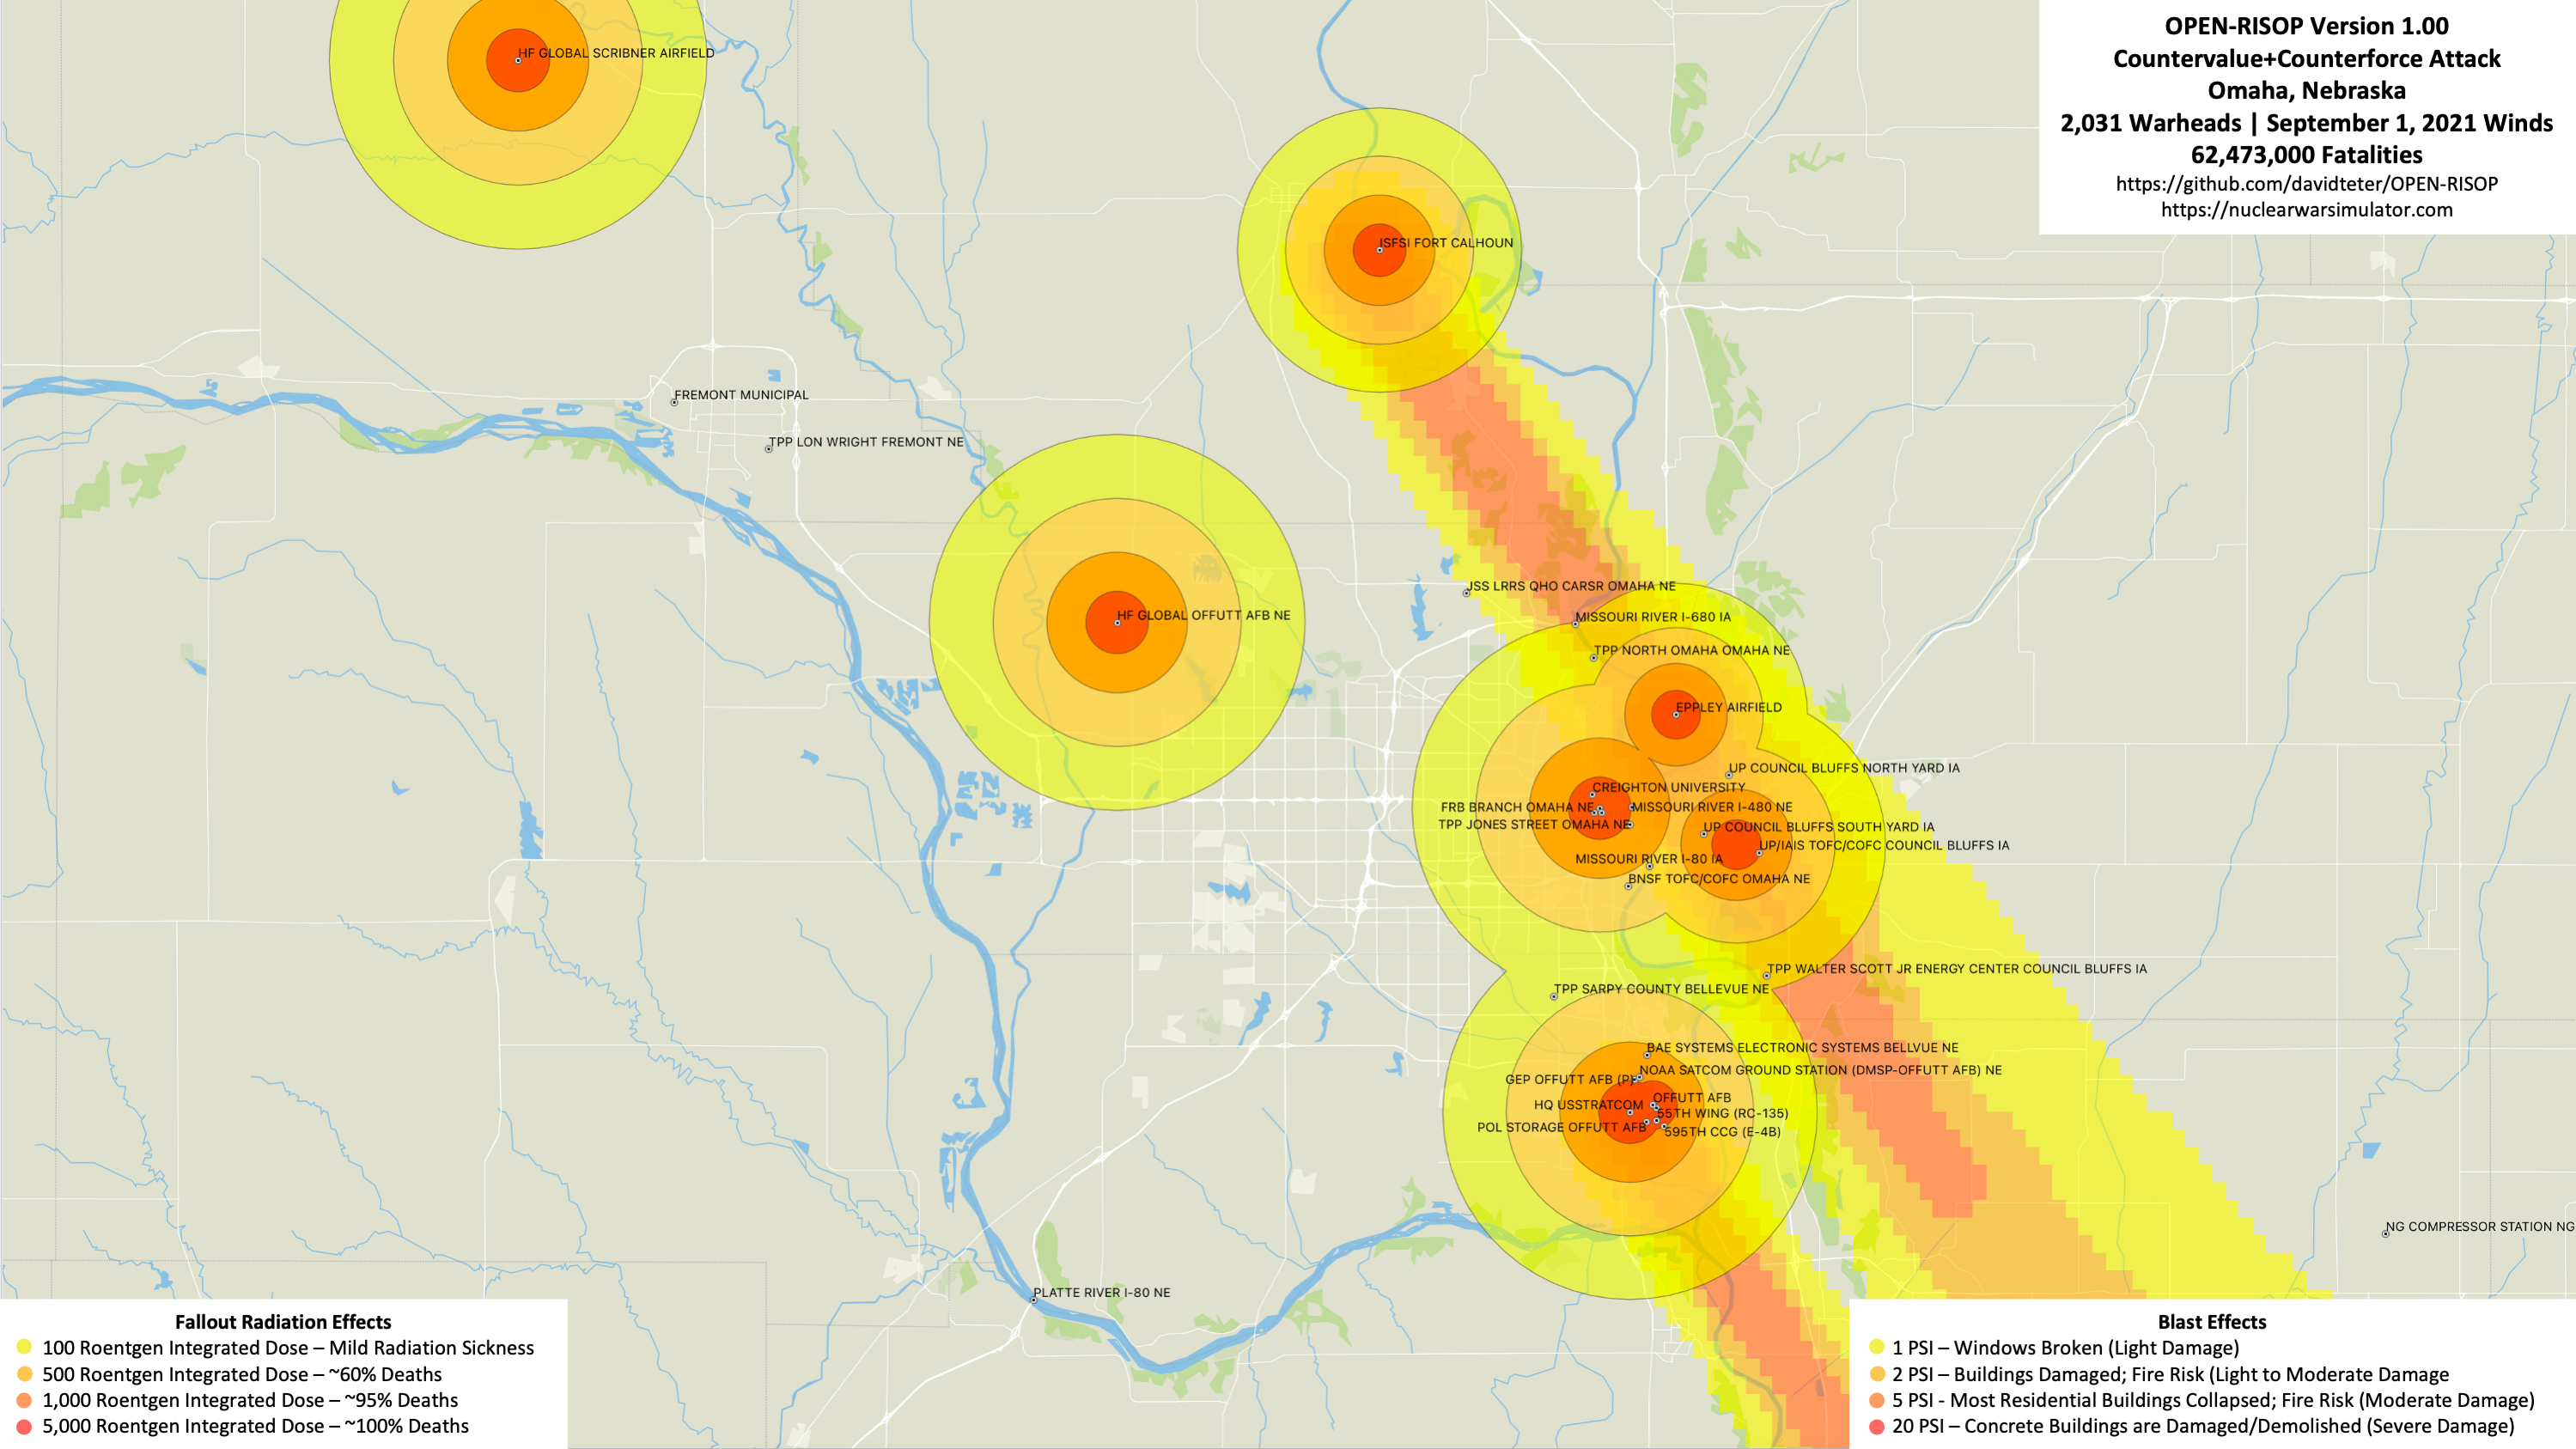 OPEN-RISOP Version 1.00
Countervalue+Counterforce Attack
Omaha, Nebraska
2,031 Warheads | September 1, 2021 Winds
62,473,000 Fatalities
https://github.com/davidteter/OPEN-RISOP
https://nuclearwarsimulator.com
HF GLOBAL SCRIBNER AIRFIELD
ISFSI FORT CALHOUN
FREMONT MUNICIPAL
TPP LON WRIGHT FREMONT NE
JSS LRRS QHO CARSR OMAHA NE
HF GLOBAL OFFUTT AFB NE
MISSOURI RIVER I-680 IA
TPP NORTH OMAHA OMAHA NE
EPPLEY AIRFIELD
UP COUNCIL BLUFFS NORTH YARD IA
CREIGHTON UNIVERSITY
FRB BRANCH OMAHA NE
MISSOURI RIVER I-480 NE
TPP JONES STREET OMAHA NE
UP COUNCIL BLUFFS SOUTH YARD IA
UP/IAIS TOFC/COFC COUNCIL BLUFFS IA
MISSOURI RIVER I-80 IA
BNSF TOFC/COFC OMAHA NE
TPP WALTER SCOTT JR ENERGY CENTER COUNCIL BLUFFS IA
TPP SARPY COUNTY BELLEVUE NE
BAE SYSTEMS ELECTRONIC SYSTEMS BELLVUE NE
NOAA SATCOM GROUND STATION (DMSP-OFFUTT AFB) NE
GEP OFFUTT AFB (P)
OFFUTT AFB
HQ USSTRATCOM
55TH WING (RC-135)
POL STORAGE OFFUTT AFB
595TH CCG (E-4B)
NG COMPRESSOR STATION NG
PLATTE RIVER I-80 NE
Fallout Radiation Effects
100 Roentgen Integrated Dose – Mild Radiation Sickness
500 Roentgen Integrated Dose – ~60% Deaths
1,000 Roentgen Integrated Dose – ~95% Deaths
5,000 Roentgen Integrated Dose – ~100% Deaths
Blast Effects
1 PSI – Windows Broken (Light Damage)
2 PSI – Buildings Damaged; Fire Risk (Light to Moderate Damage
5 PSI - Most Residential Buildings Collapsed; Fire Risk (Moderate Damage)
20 PSI – Concrete Buildings are Damaged/Demolished (Severe Damage)